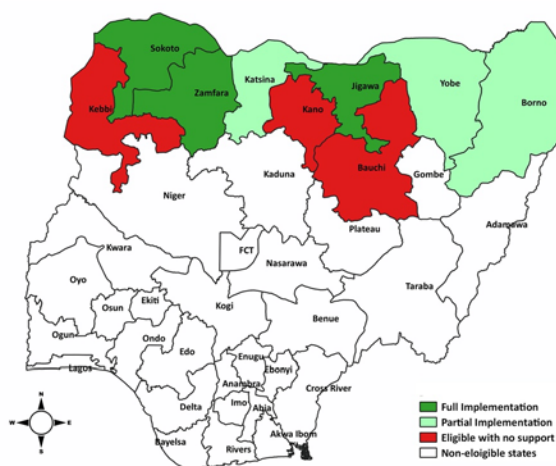 Sokoto
Katsina
Jigawa
Yobe
Zamfara
Kebbi
Kano
Borno
Bauchi
Gombe
Kaduna
Niger
Adamawa
Plateau
Kwara
FCT
Nasarawa
Oyo
Taraba
Osun
Ekiti
Kogi
Benue
Ogun
Ondo
Edo
Enugu
Ebonyi
Lagos
Anambra
Cross River
Imo
Abia
Delta
Akwa Ibom
Bayelsa
Rivers
N
W
E
S
Full Implementation
Partial Implementation
Eligible with no support
Non-eloigible states